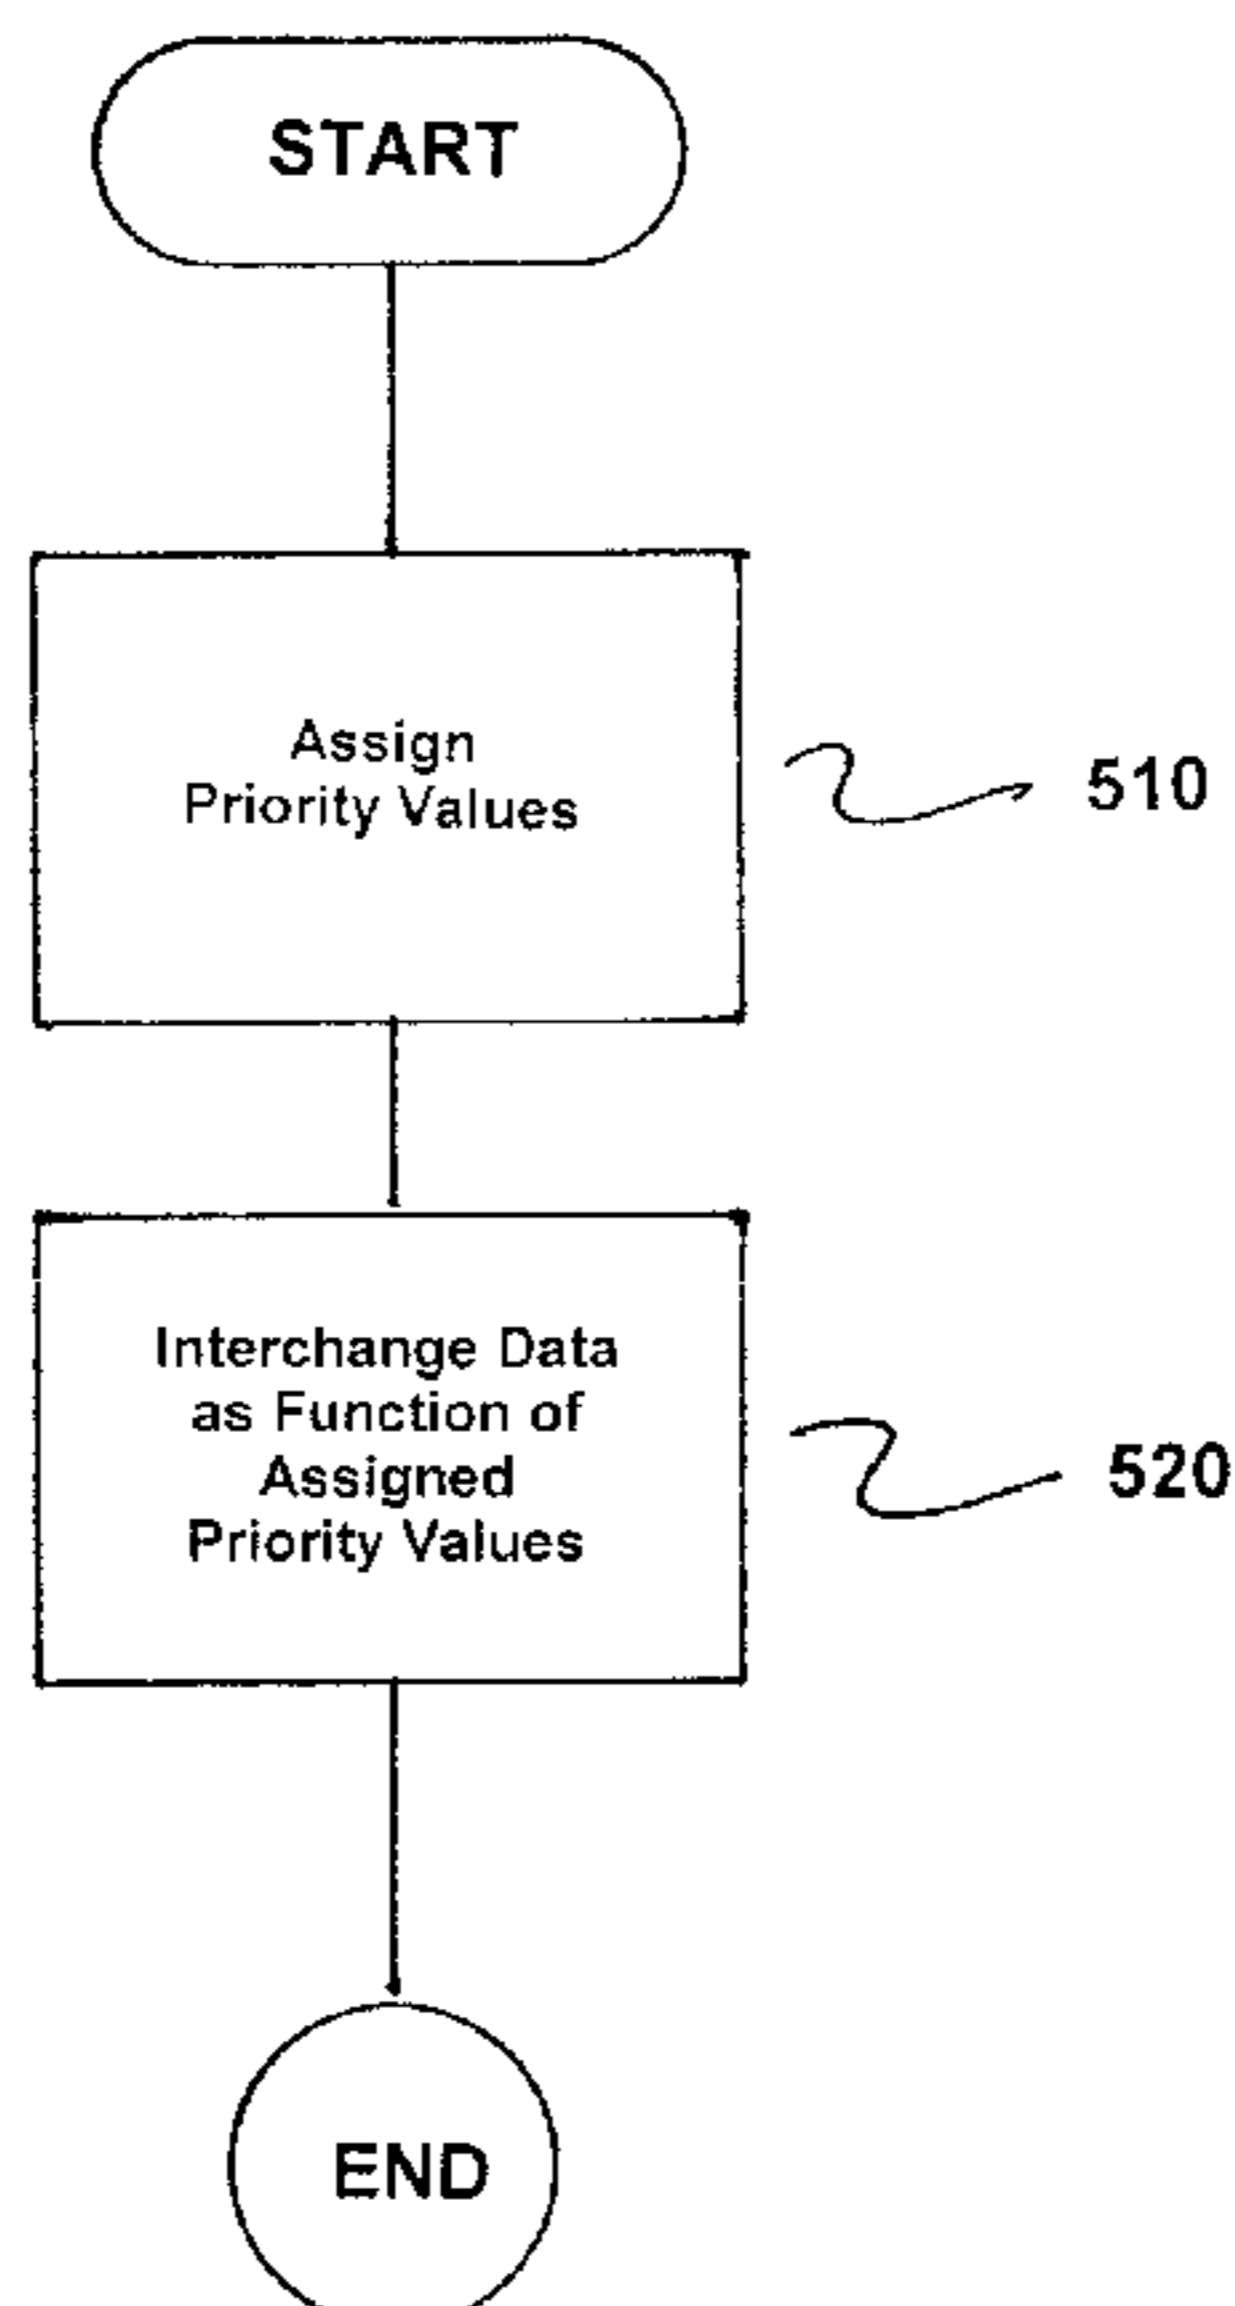 START
Assign
Priority Values
510
Interchange Data
as Function of
Assigned
Priority Values
520
END